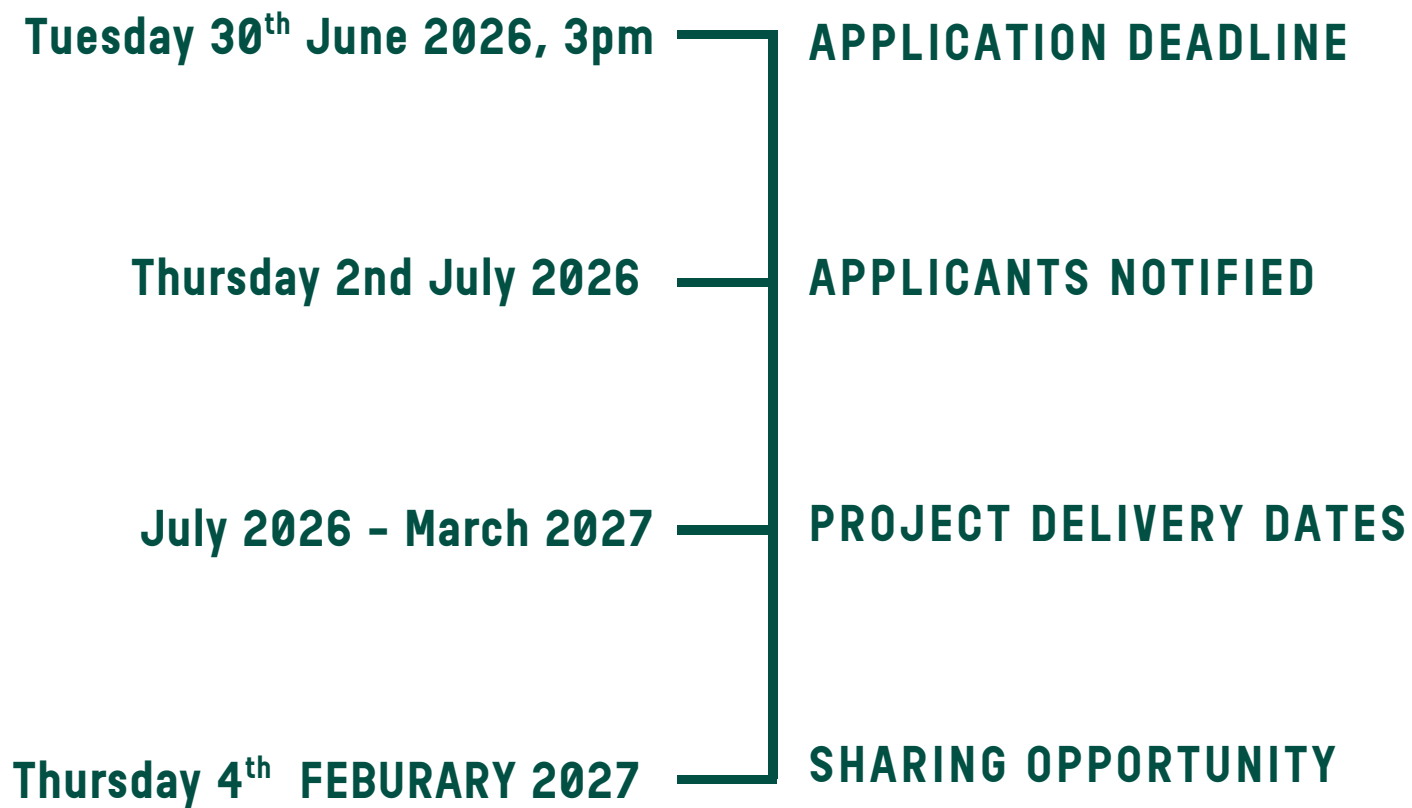 Tuesday 30th June 2026, 3pm
APPLICATION DEADLINE
Thursday 2nd July 2026
APPLICANTS NOTIFIED
July 2026 – March 2027
PROJECT DELIVERY DATES
Thursday 4th FEBURARY 2027
SHARING OPPORTUNITY